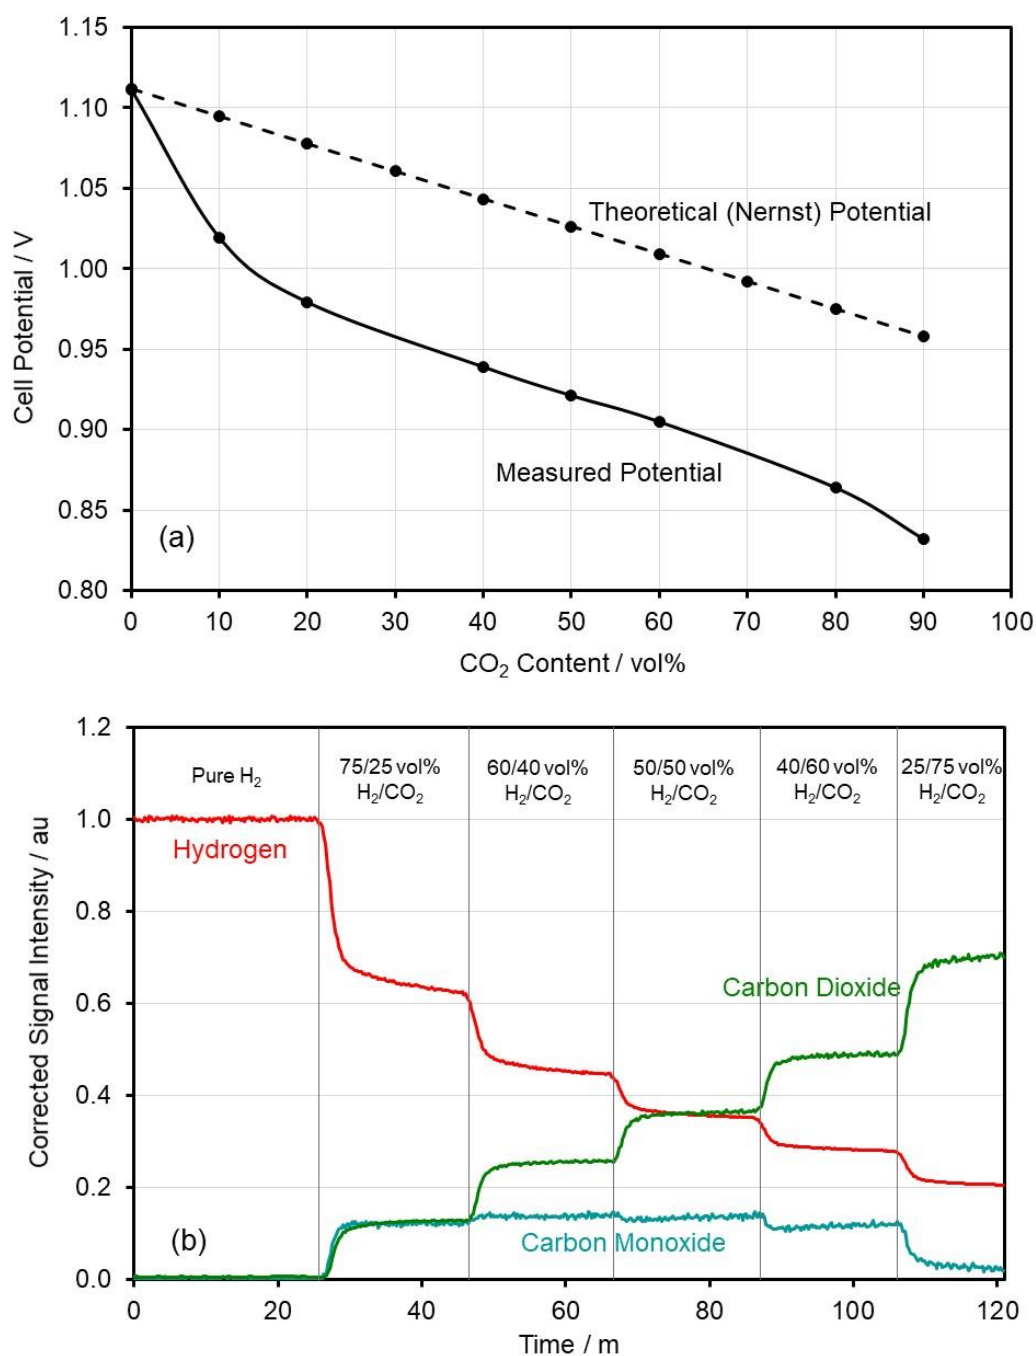 1.15
1.10
1.05
1.00
0.95
0.90
0.85
0.80
Cell Potential / V
Theoretical (Nernst) Potential
Measured Potential
(a)
0 10 20 30 40 50 60 70 80 90 100
CO₂ Content / vol%
1.2
1.0
0.8
0.6
0.4
0.2
0.0
Corrected Signal Intensity / au
Pure H₂
75/25 vol%
H₂/CO₂
60/40 vol%
H₂/CO₂
50/50 vol%
H₂/CO₂
40/60 vol%
H₂/CO₂
25/75 vol%
H₂/CO₂
Hydrogen
Carbon Dioxide
Carbon Monoxide
(b)
0 20 40 60 80 100 120
Time / m